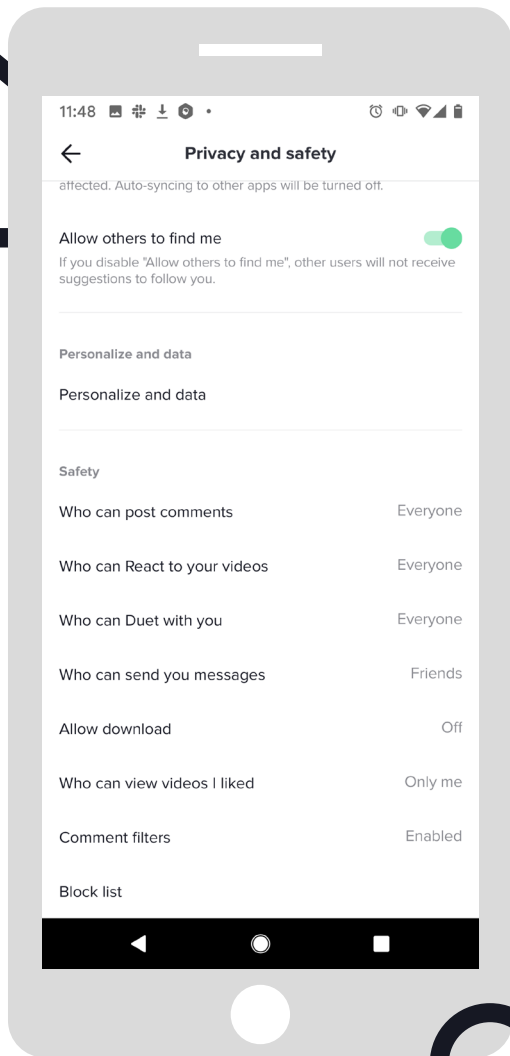 11:48
Privacy and safety
affected. Auto-syncing to other apps will be turned off.
Allow others to find me
If you disable "Allow others to find me", other users will not receive
suggestions to follow you.
Personalize and data
Personalize and data
Safety
Who can post comments Everyone
Who can React to your videos Everyone
Who can Duet with you Everyone
Who can send you messages Friends
Allow download Off
Who can view videos I liked Only me
Comment filters Enabled
Block list